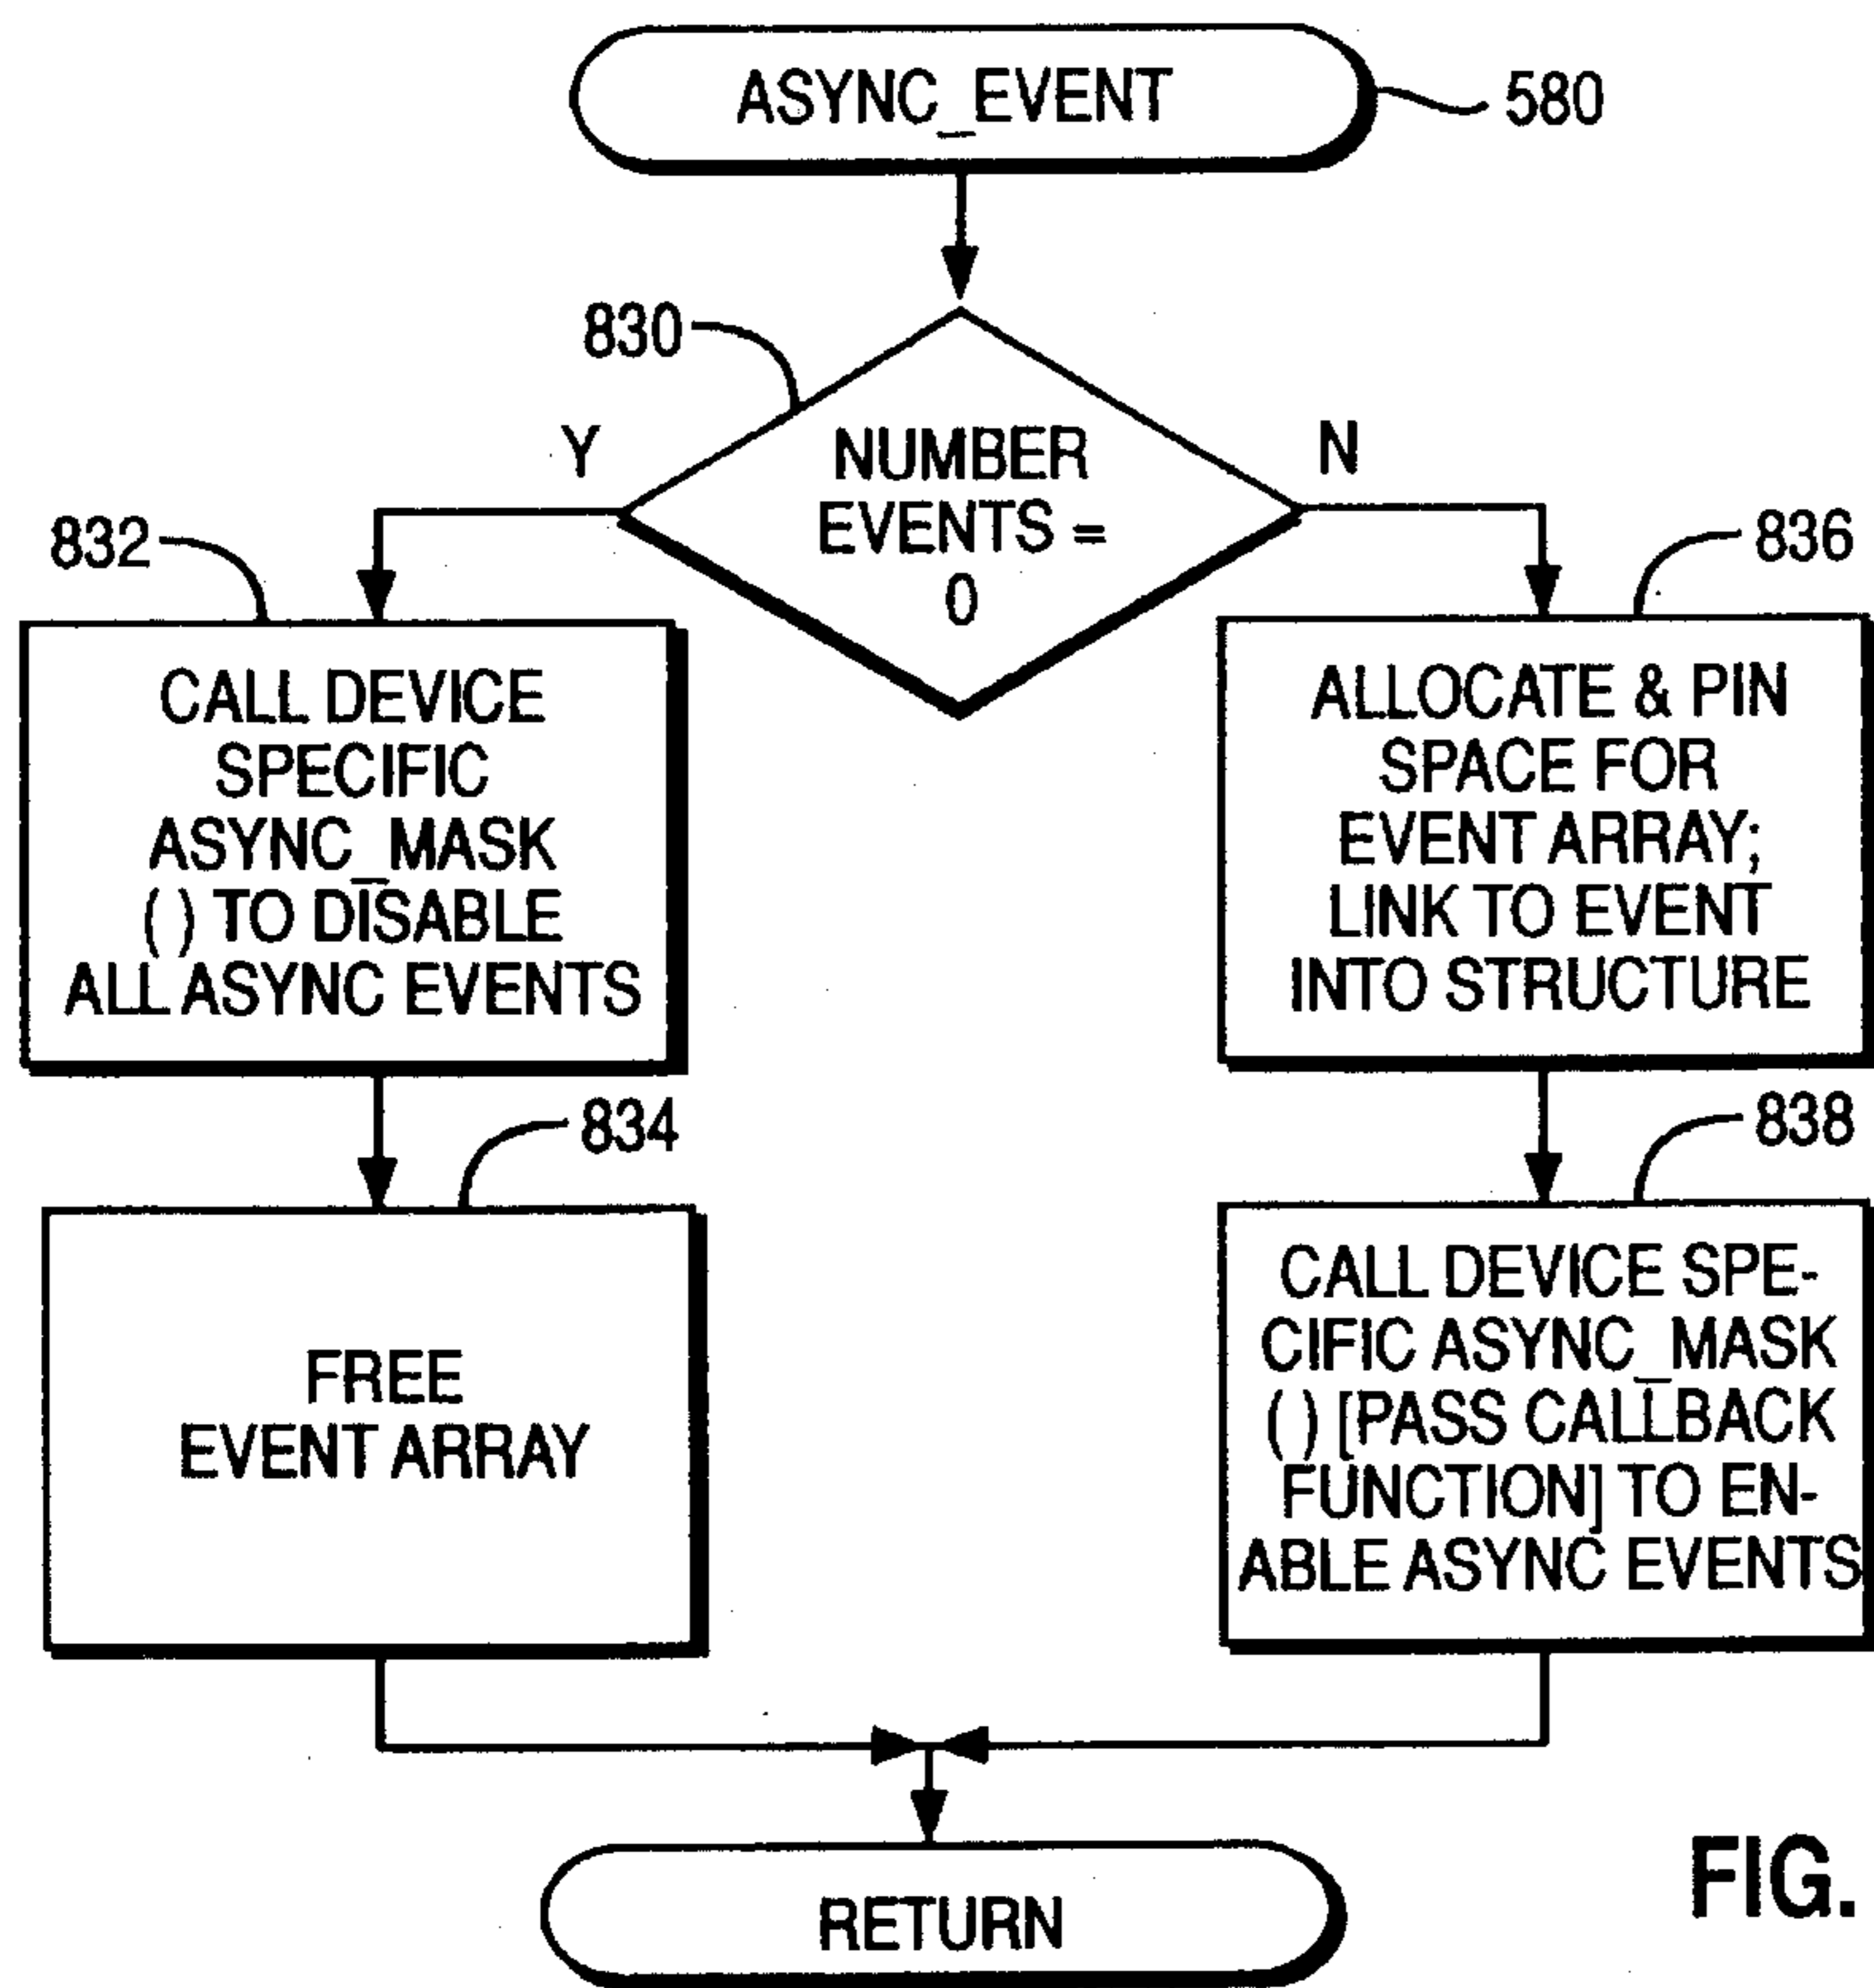 ASYNC_EVENT
580
830
Y
NUMBER
EVENTS =
0
N
832
CALL DEVICE
SPECIFIC
ASYNC_MASK
( ) TO DISABLE
ALL ASYNC EVENTS
836
ALLOCATE & PIN
SPACE FOR
EVENT ARRAY;
LINK TO EVENT
INTO STRUCTURE
834
FREE
EVENT ARRAY
838
CALL DEVICE SPE-
CIFIC ASYNC_MASK
( ) [PASS CALLBACK
FUNCTION] TO EN-
ABLE ASYNC EVENTS
RETURN
FIG.